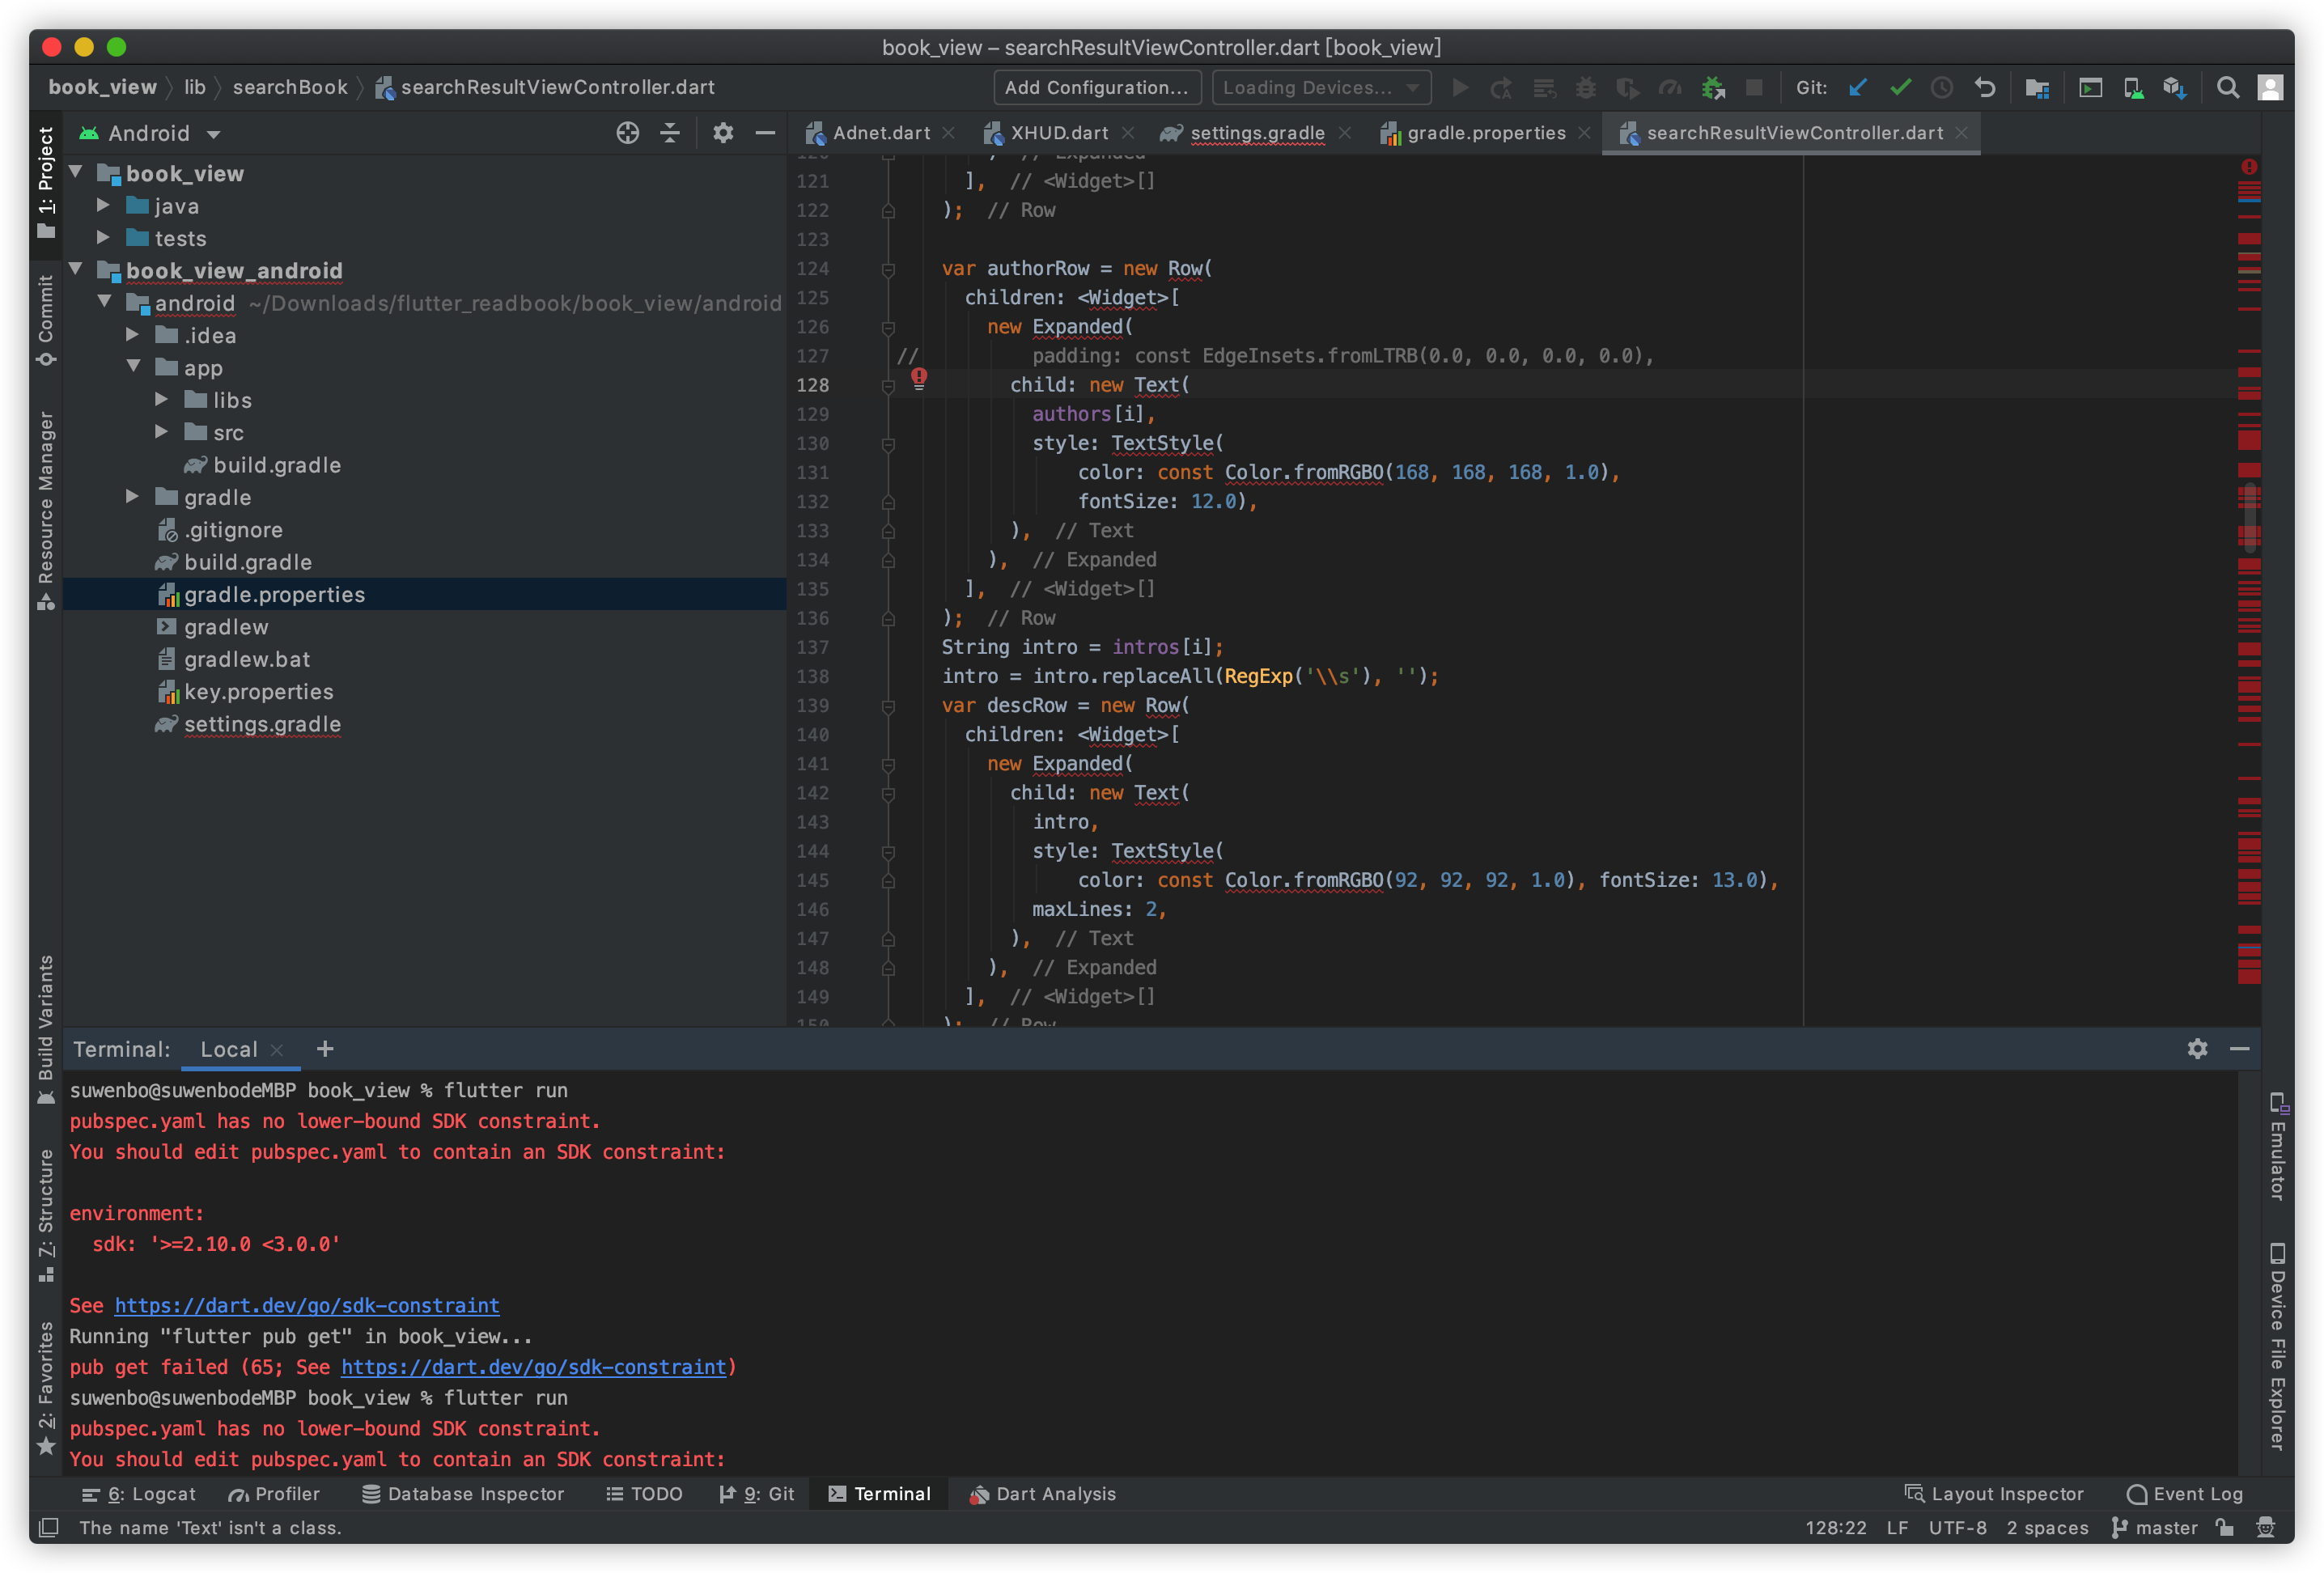 book_view – searchResultViewController.dart [book_view]
book_view lib searchBook searchResultViewController.dart
Add Configuration...
Loading Devices...
Git:
1: Project
Commit
Resource Manager
Build Variants
7: Structure
2: Favorites
Android
book_view
java
tests
book_view_android
android ~/Downloads/flutter_readbook/book_view/android
.idea
app
libs
src
build.gradle
gradle
.gitignore
build.gradle
gradle.properties
gradlew
gradlew.bat
key.properties
settings.gradle
Adnet.dart XHUD.dart settings.gradle gradle.properties searchResultViewController.dart
120 ) // Expanded
121 ], // <Widget>[]
122 ); // Row
123
124 var authorRow = new Row(
125 children: <Widget>[
126 new Expanded(
127 // padding: const EdgeInsets.fromLTRB(0.0, 0.0, 0.0, 0.0),
128 child: new Text(
129 authors[i],
130 style: TextStyle(
131 color: const Color.fromRGBO(168, 168, 168, 1.0),
132 fontSize: 12.0),
133 ), // Text
134 ), // Expanded
135 ], // <Widget>[]
136 ); // Row
137 String intro = intros[i];
138 intro = intro.replaceAll(RegExp('\\s'), '');
139 var descRow = new Row(
140 children: <Widget>[
141 new Expanded(
142 child: new Text(
143 intro,
144 style: TextStyle(
145 color: const Color.fromRGBO(92, 92, 92, 1.0), fontSize: 13.0),
146 maxLines: 2,
147 ), // Text
148 ), // Expanded
149 ], // <Widget>[]
150 ); // Row
Terminal: Local +
suwenbo@suwenbodeMBP book_view % flutter run
pubspec.yaml has no lower-bound SDK constraint.
You should edit pubspec.yaml to contain an SDK constraint:
environment:
sdk: '>=2.10.0 <3.0.0'
See https://dart.dev/go/sdk-constraint
Running "flutter pub get" in book_view...
pub get failed (65; See https://dart.dev/go/sdk-constraint)
suwenbo@suwenbodeMBP book_view % flutter run
pubspec.yaml has no lower-bound SDK constraint.
You should edit pubspec.yaml to contain an SDK constraint:
Emulator
Device File Explorer
6: Logcat Profiler Database Inspector TODO 9: Git Terminal Dart Analysis Layout Inspector Event Log
The name 'Text' isn't a class. 128:22 LF UTF-8 2 spaces master